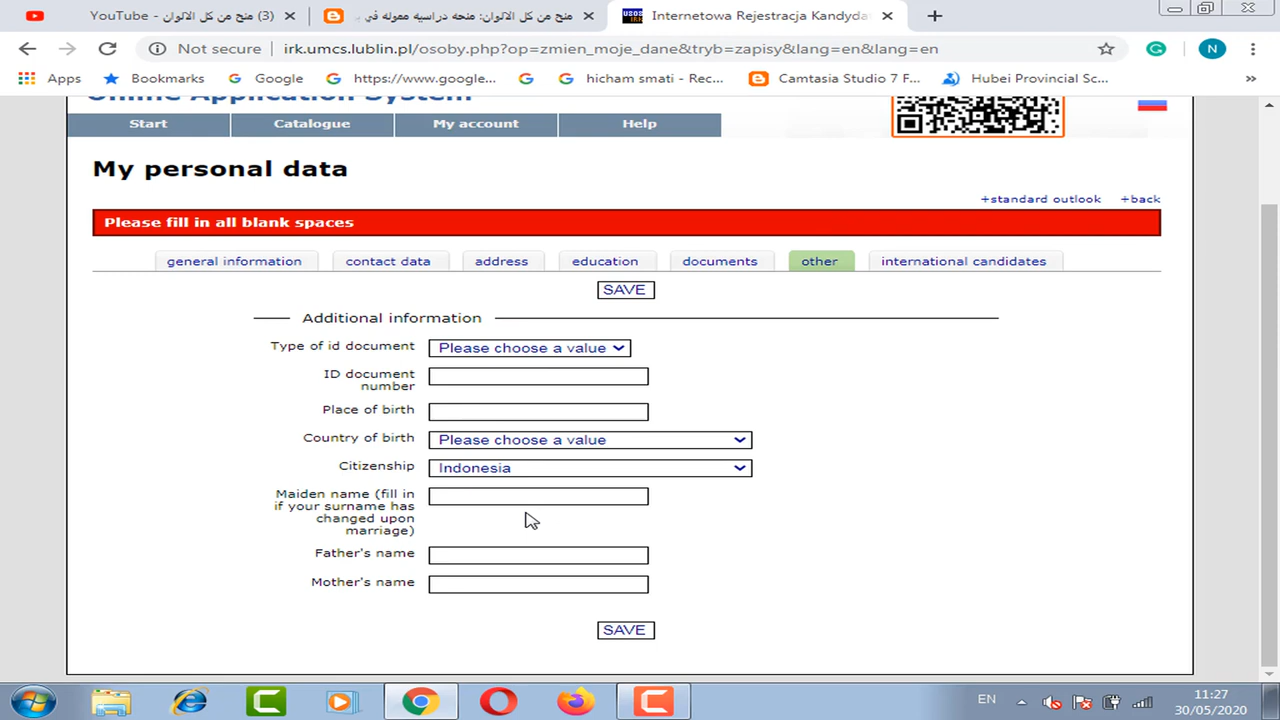 YouTube - منح من كل الالوان (3)
منح من كل الالوان: منحه دراسيه مموله في
Internetowa Rejestracja Kandyda
Not secure
irk.umcs.lublin.pl/osoby.php?op=zmien_moje_dane&tryb=zapisy&lang=en&lang=en
N
Apps
Bookmarks
Google
https://www.google...
hicham smati - Rec...
Camtasia Studio 7 F...
Hubei Provincial Sc...
»
Online Application System
Start
Catalogue
My account
Help
My personal data
+standard outlook
+back
Please fill in all blank spaces
general information
contact data
address
education
documents
other
international candidates
SAVE
Additional information
Type of id document
Please choose a value
ID document
number
Place of birth
Country of birth
Please choose a value
Citizenship
Indonesia
Maiden name (fill in
if your surname has
changed upon
marriage)
Father's name
Mother's name
SAVE
EN
11:27
30/05/2020